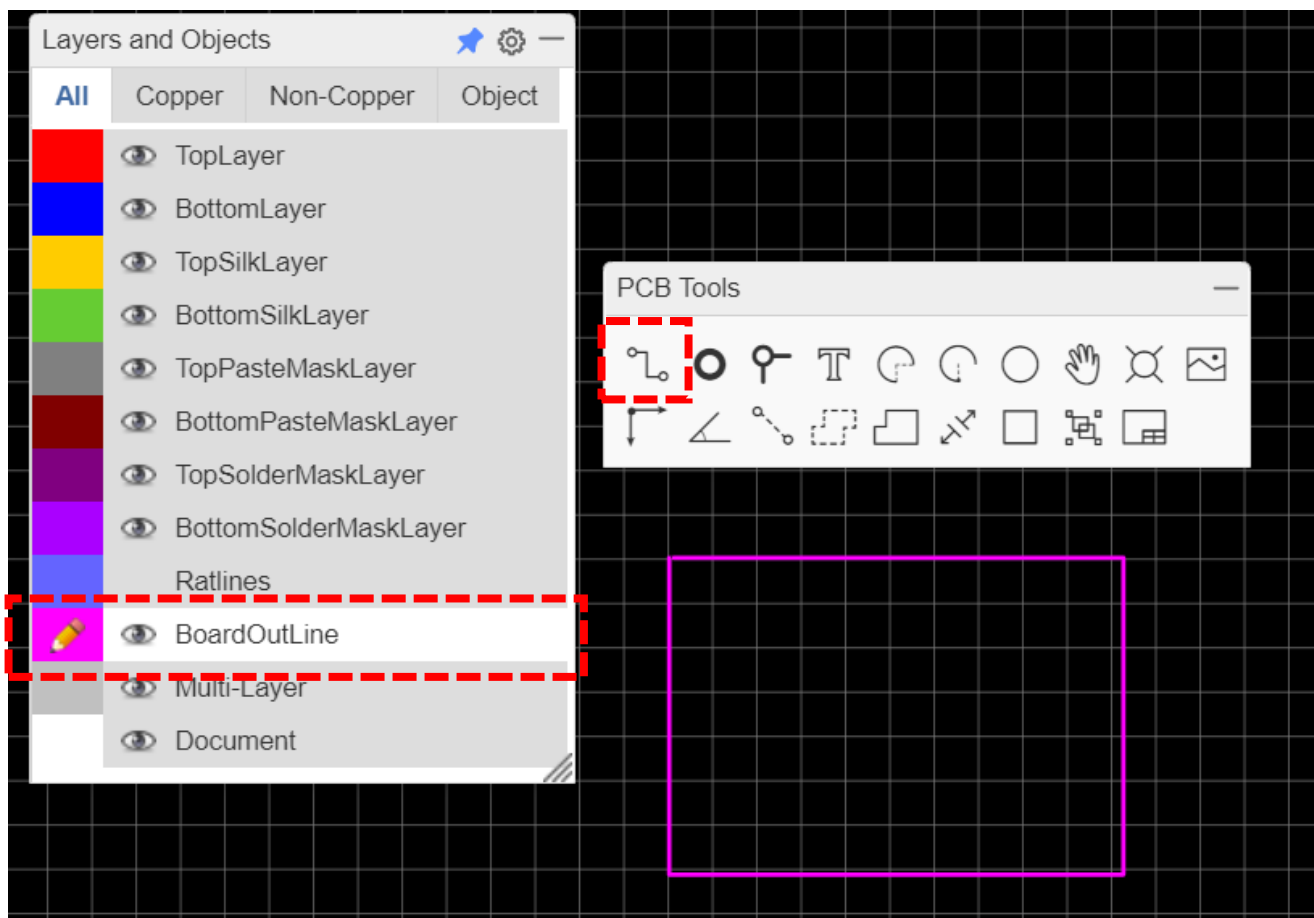 Layers and Objects
All Copper Non-Copper Object
TopLayer
BottomLayer
TopSilkLayer
BottomSilkLayer
TopPasteMaskLayer
BottomPasteMaskLayer
TopSolderMaskLayer
BottomSolderMaskLayer
Ratlines
BoardOutLine
Multi-Layer
Document
PCB Tools
T